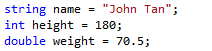 string name = "John Tan";
int height = 180;
double weight = 70.5;